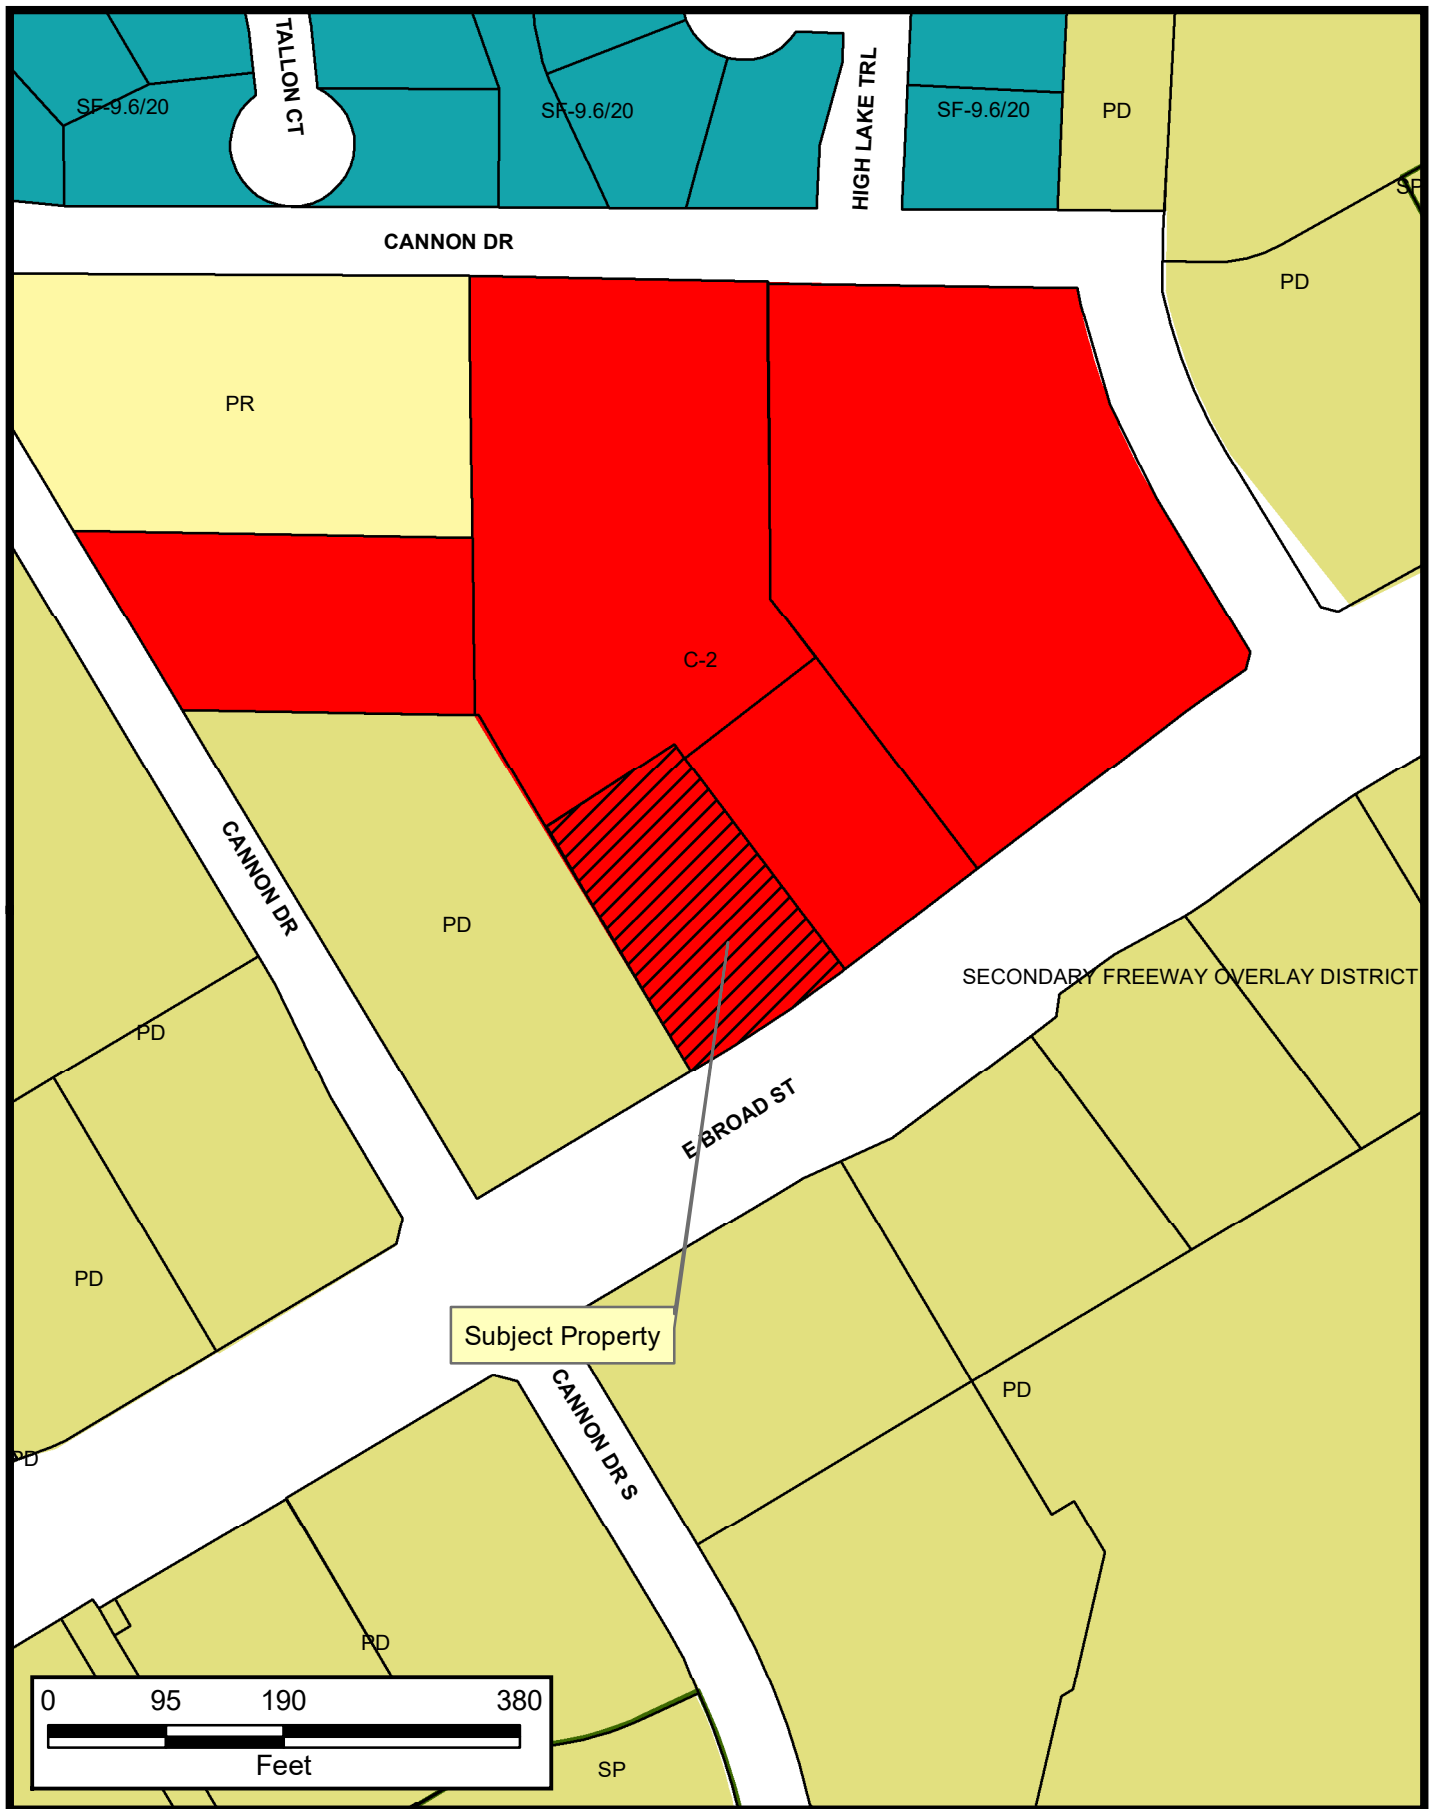 TALLON CT
HIGH LAKE TRL
SF-9.6/20
SF-9.6/20
SF-9.6/20
PD
SP
CANNON DR
PD
PR
C-2
CANNON DR
PD
SECONDARY FREEWAY OVERLAY DISTRICT
PD
E BROAD ST
PD
Subject Property
PD
CANNON DR S
PD
PD
0 95 190 380
Feet
SP